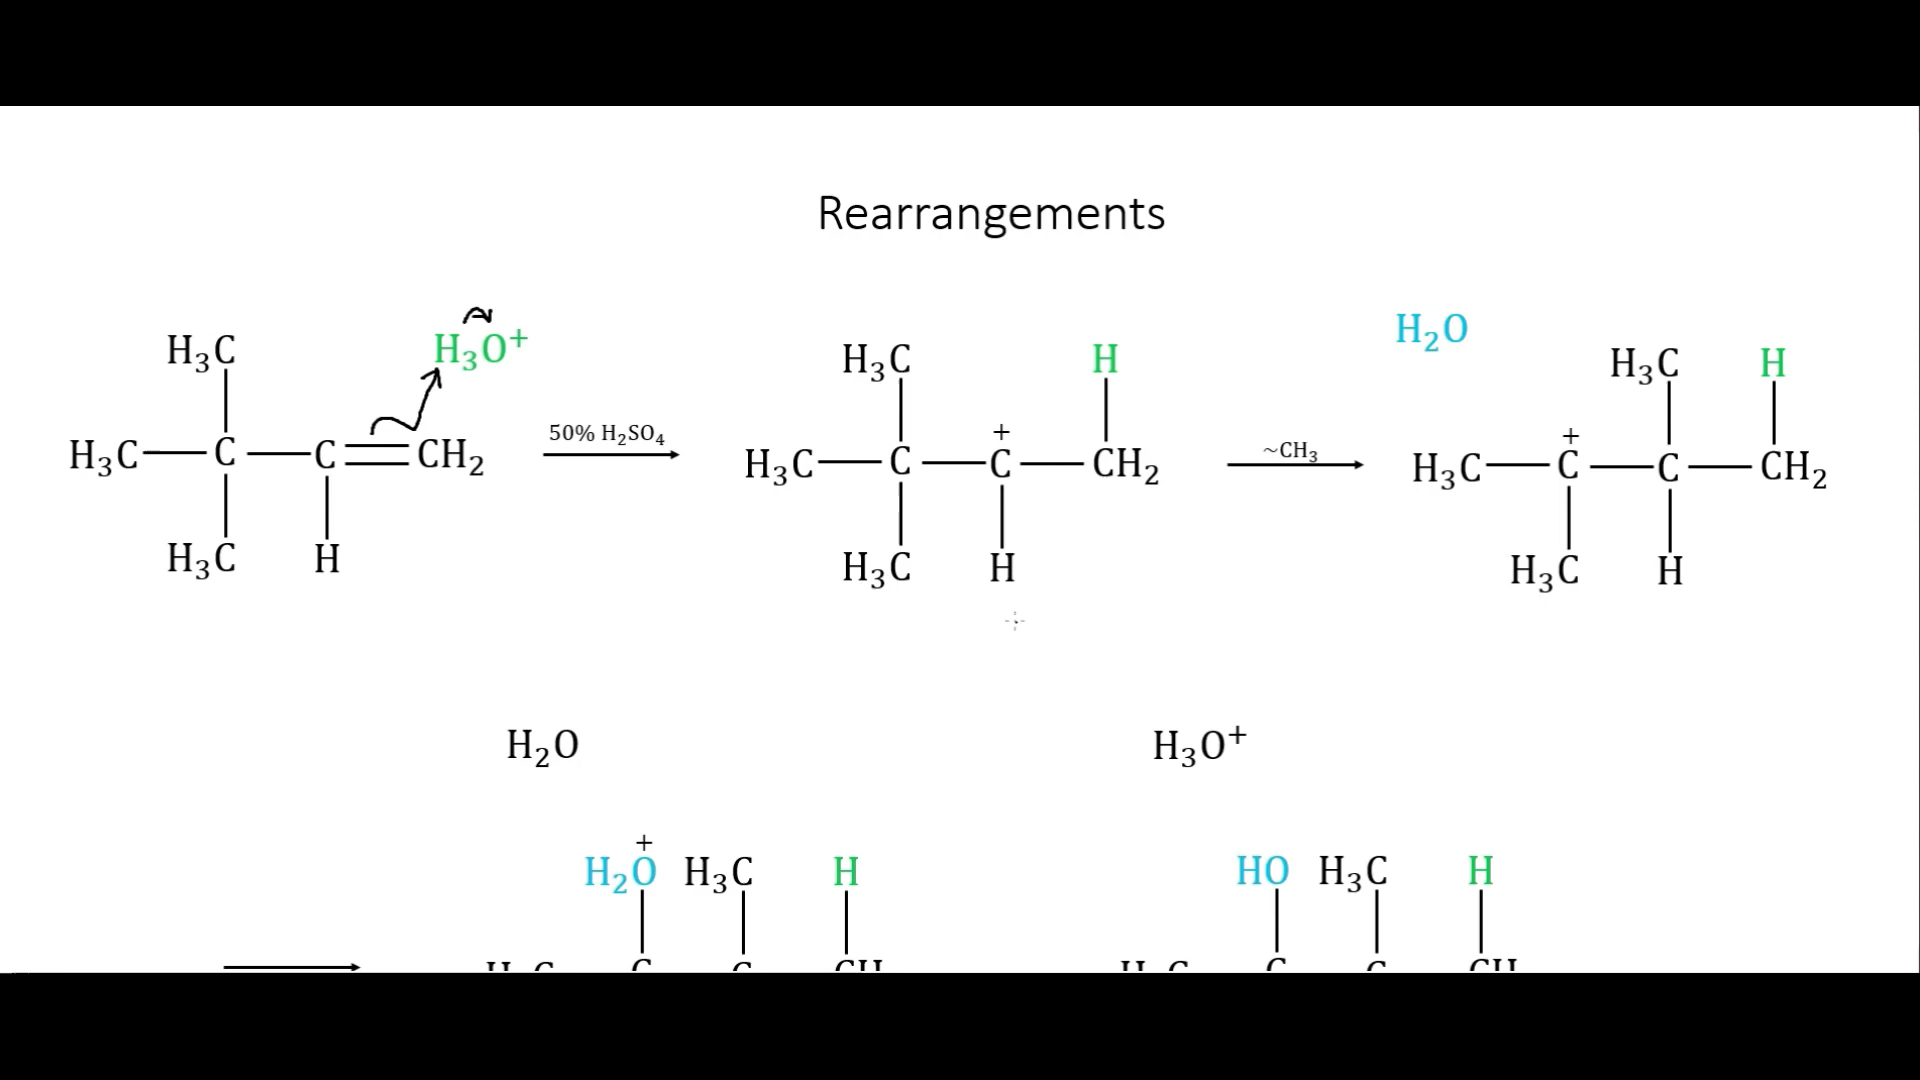 Rearrangements
H₃C H₃O⁺ H₃C H H₂O H₃C H
50% H₂SO₄ + ~CH₃ +
H₃C C C CH₂ H₃C C C CH₂ H₃C C C CH₂
H₃C H H₃C H H₃C H
H₂O H₃O⁺
+
H₂O H₃C H HO H₃C H